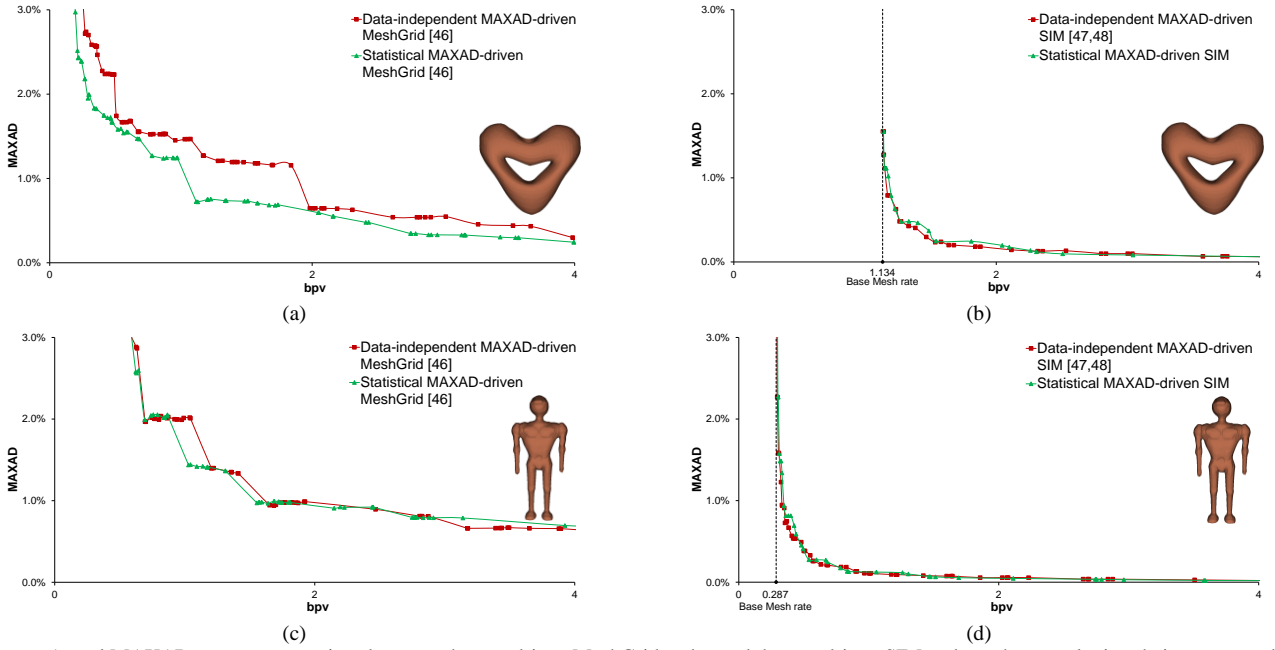 3.0%
2.0%
1.0%
0.0%
MAXAD
Data-independent MAXAD-driven
MeshGrid [46]
Statistical MAXAD-driven
MeshGrid [46]
0
2
4
bpv
(a)
3.0%
2.0%
1.0%
0.0%
MAXAD
Data-independent MAXAD-driven
SIM [47,48]
Statistical MAXAD-driven SIM
0
1.134
Base Mesh rate
2
4
bpv
(b)
3.0%
2.0%
1.0%
0.0%
MAXAD
Data-independent MAXAD-driven
MeshGrid [46]
Statistical MAXAD-driven
MeshGrid [46]
0
2
4
bpv
(c)
3.0%
2.0%
1.0%
0.0%
MAXAD
Data-independent MAXAD-driven
SIM [47,48]
Statistical MAXAD-driven SIM
0
0.287
Base Mesh rate
2
4
bpv
(d)